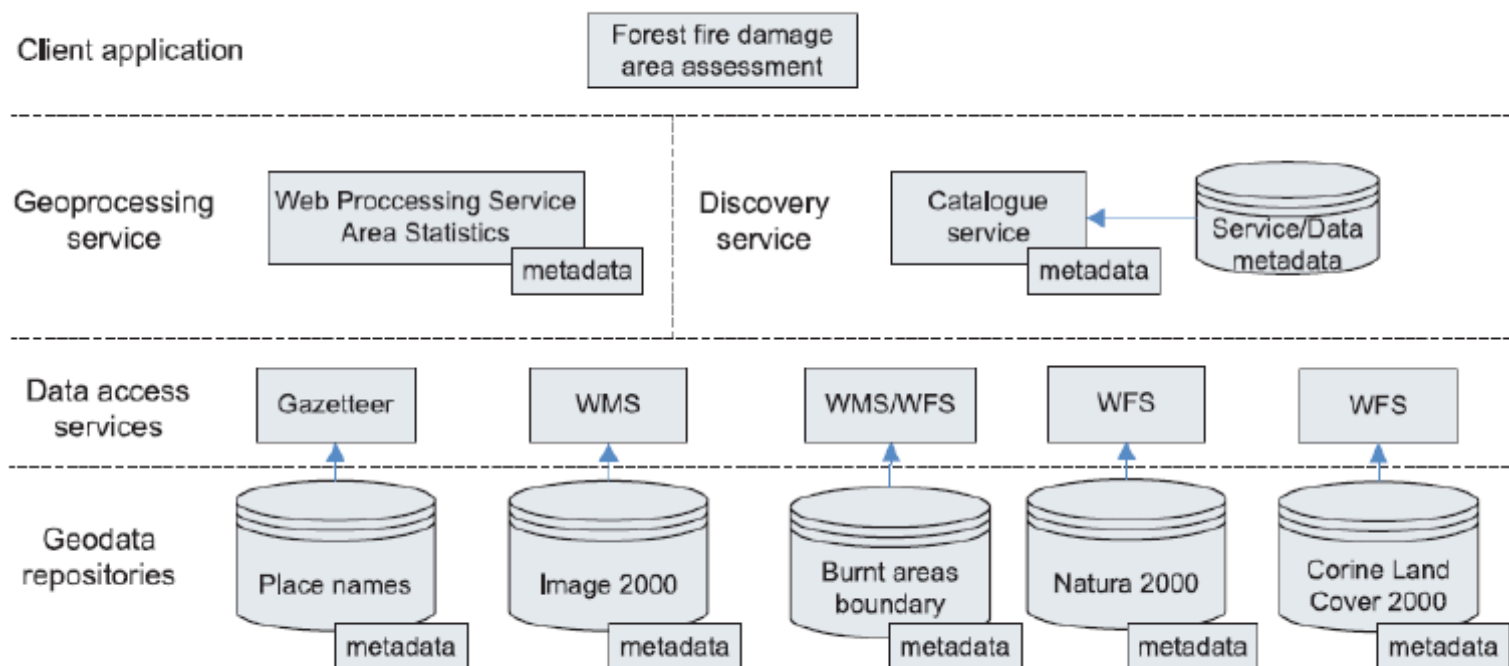 Client application
Forest fire damage
area assessment
Geoprocessing
service
Web Proccessing Service
Area Statistics
metadata
Discovery
service
Catalogue
service
metadata
Service/Data
metadata
Data access
services
Gazetteer
WMS
WMS/WFS
WFS
WFS
Geodata
repositories
Place names
metadata
Image 2000
metadata
Burnt areas
boundary
metadata
Natura 2000
metadata
Corine Land
Cover 2000
metadata